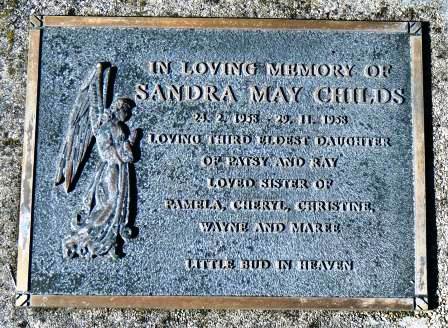 IN LOVING MEMORY OF
SANDRA MAY CHILDS
24. 2. 1953 - 29. 11. 1953
LOVING THIRD ELDEST DAUGHTER
OF PATSY AND RAY
LOVED SISTER OF
PAMELA, CHERYL, CHRISTINE,
WAYNE AND MAREE
LITTLE BUD IN HEAVEN